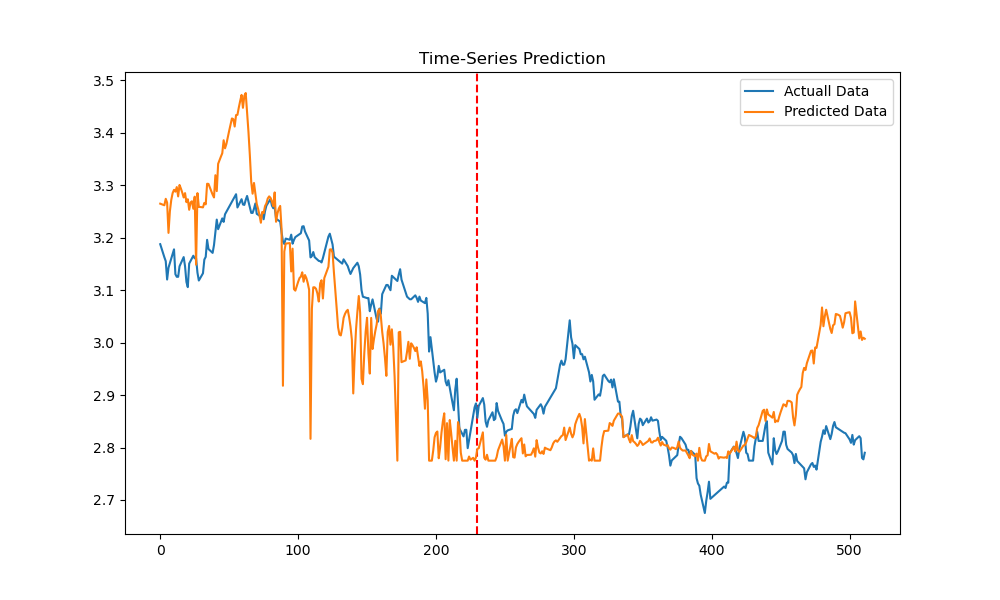 Time-Series Prediction
Actuall Data
Predicted Data
3.5
3.4
3.3
3.2
3.1
3.0
2.9
2.8
2.7
0 100 200 300 400 500